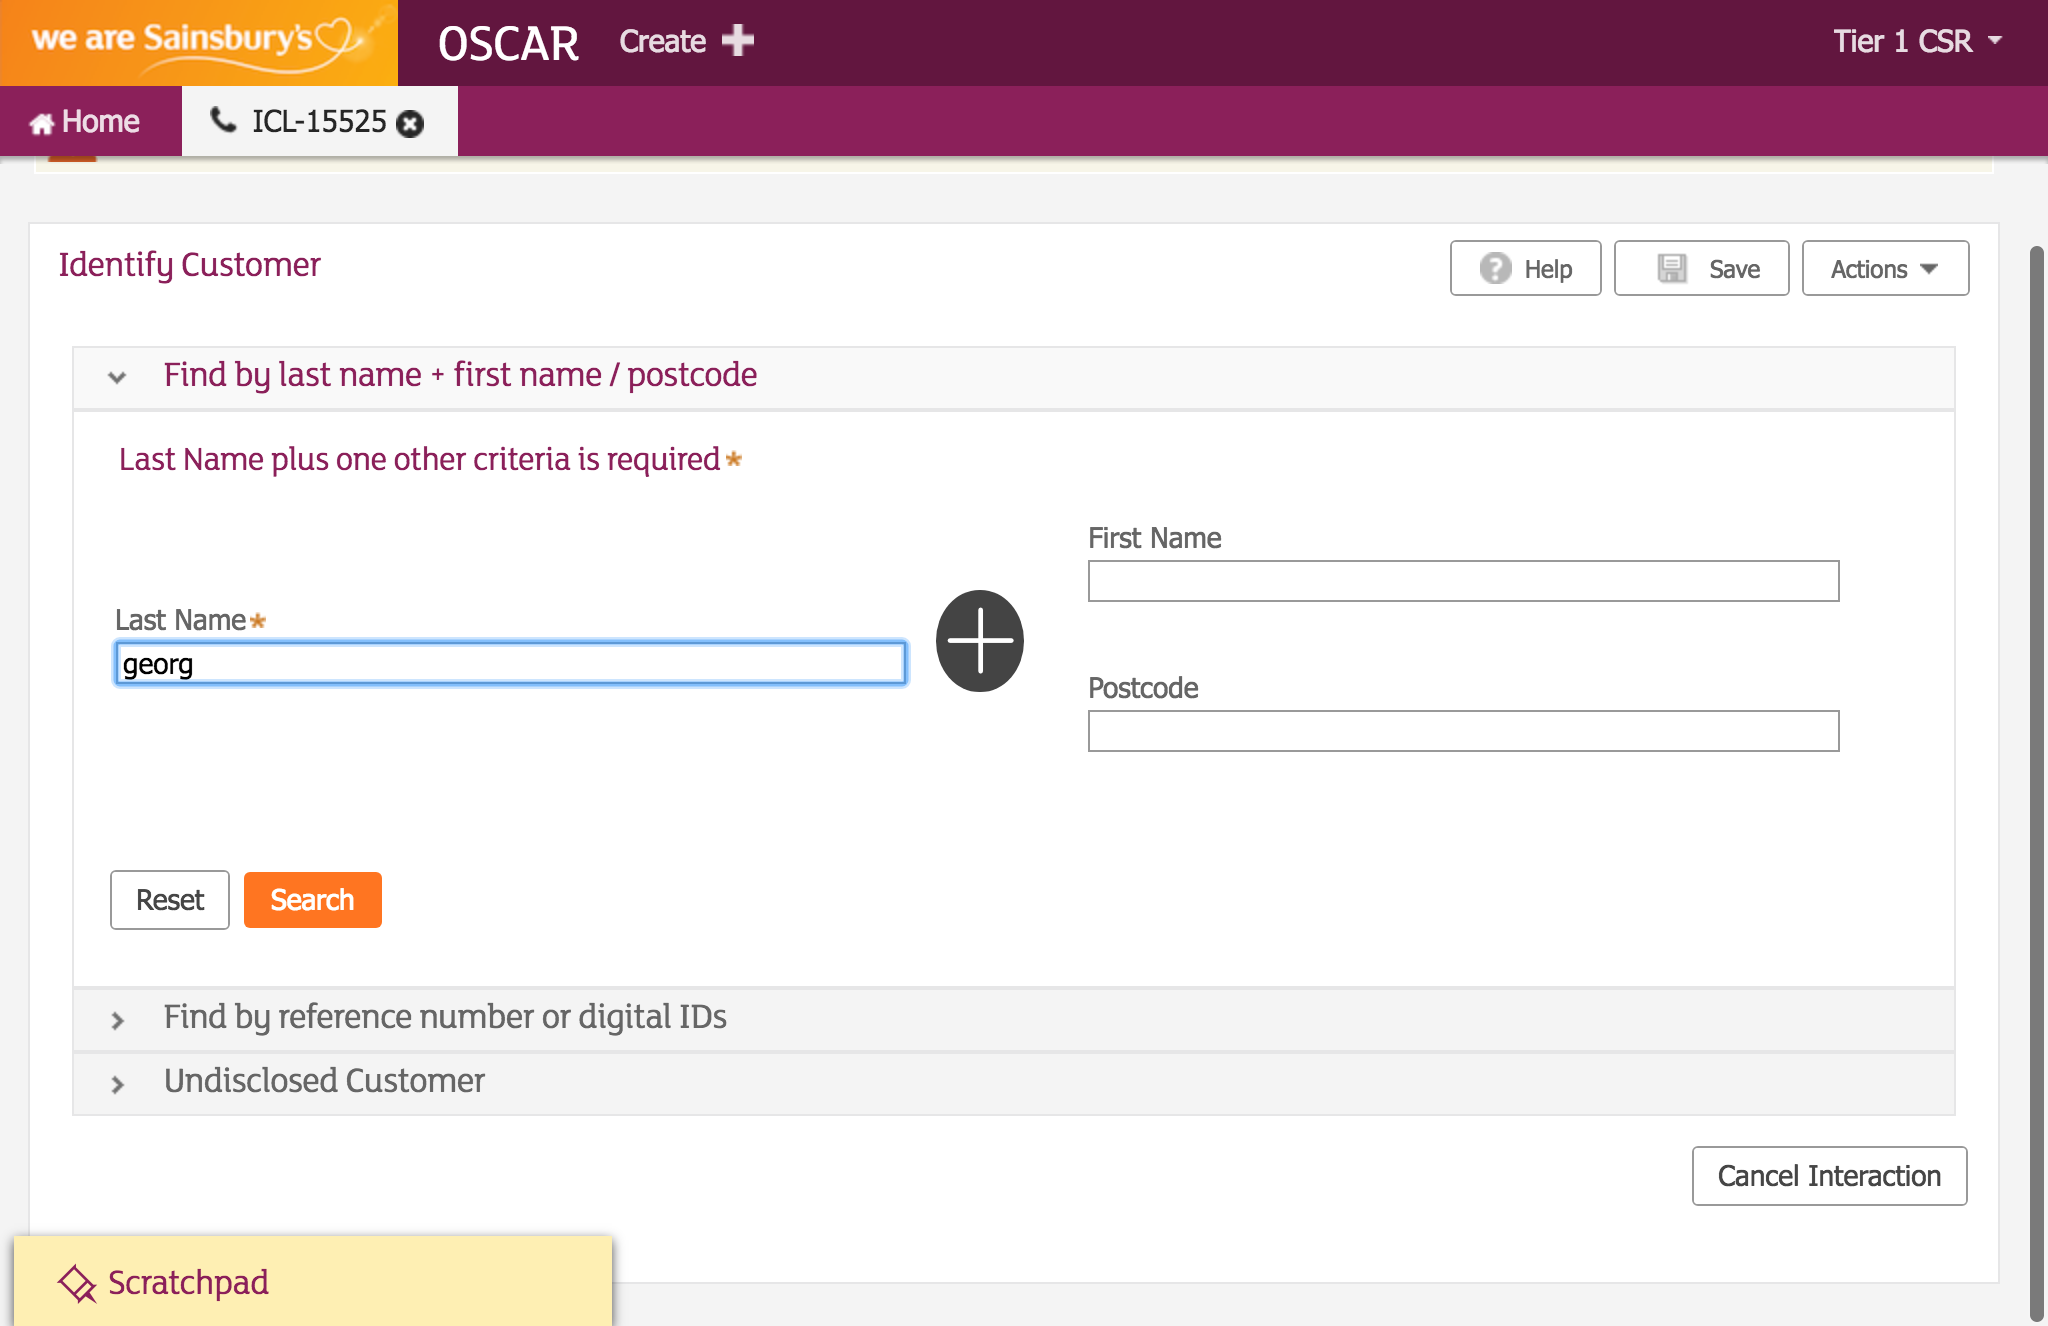 we are Sainsbury's
OSCAR
Create
Tier 1 CSR
Home
ICL-15525
Identify Customer
Help
Save
Actions
Find by last name + first name / postcode
Last Name plus one other criteria is required*
First Name
Last Name*
georg
Postcode
Reset
Search
Find by reference number or digital IDs
Undisclosed Customer
Cancel Interaction
Scratchpad